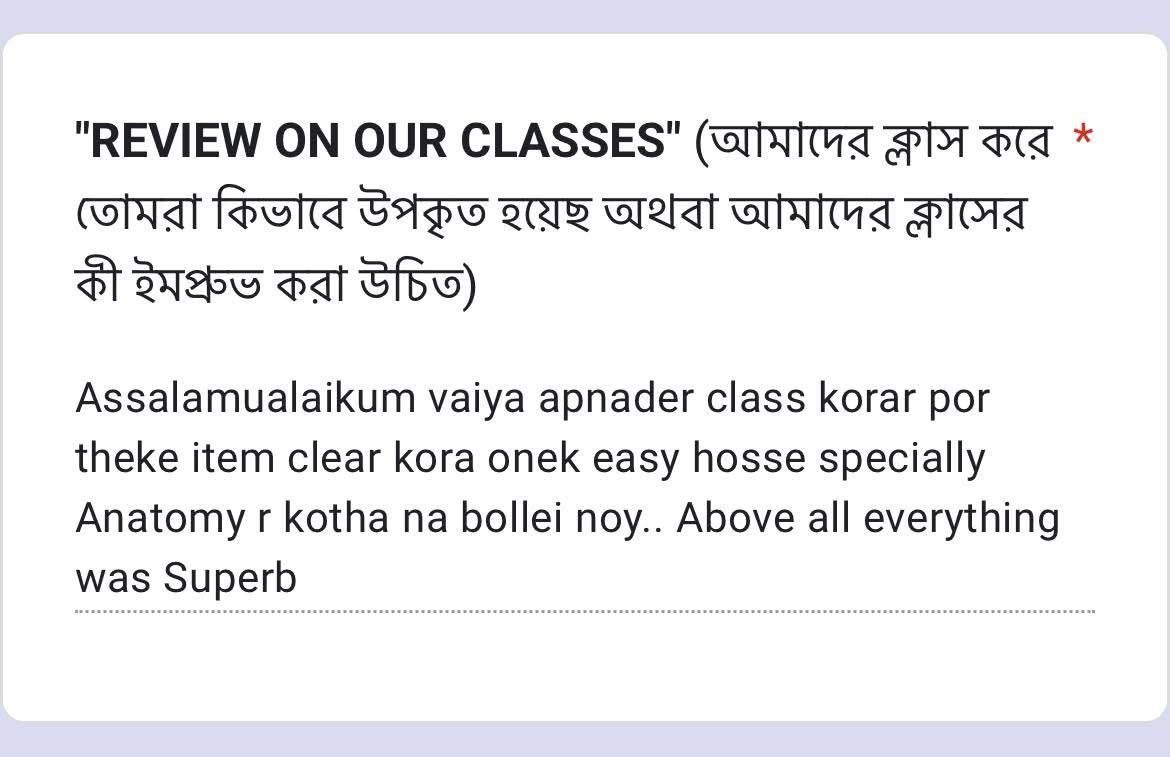 "REVIEW ON OUR CLASSES" (আমাদের ক্লাস করে *
তোমরা কিভাবে উপকৃত হয়েছ অথবা আমাদের ক্লাসের
কী ইমপ্রুভ করা উচিত)
Assalamualaikum vaiya apnader class korar por
theke item clear kora onek easy hosse specially
Anatomy r kotha na bollei noy.. Above all everything
was Superb